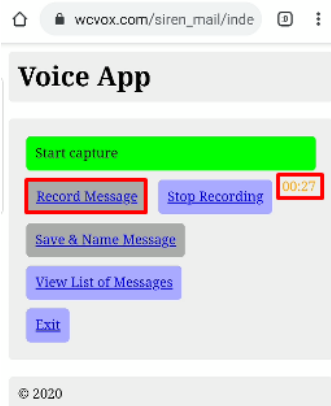 wcvox.com/siren_mail/inde
Voice App
Start capture
Record Message Stop Recording 00:27
Save & Name Message
View List of Messages
Exit
© 2020